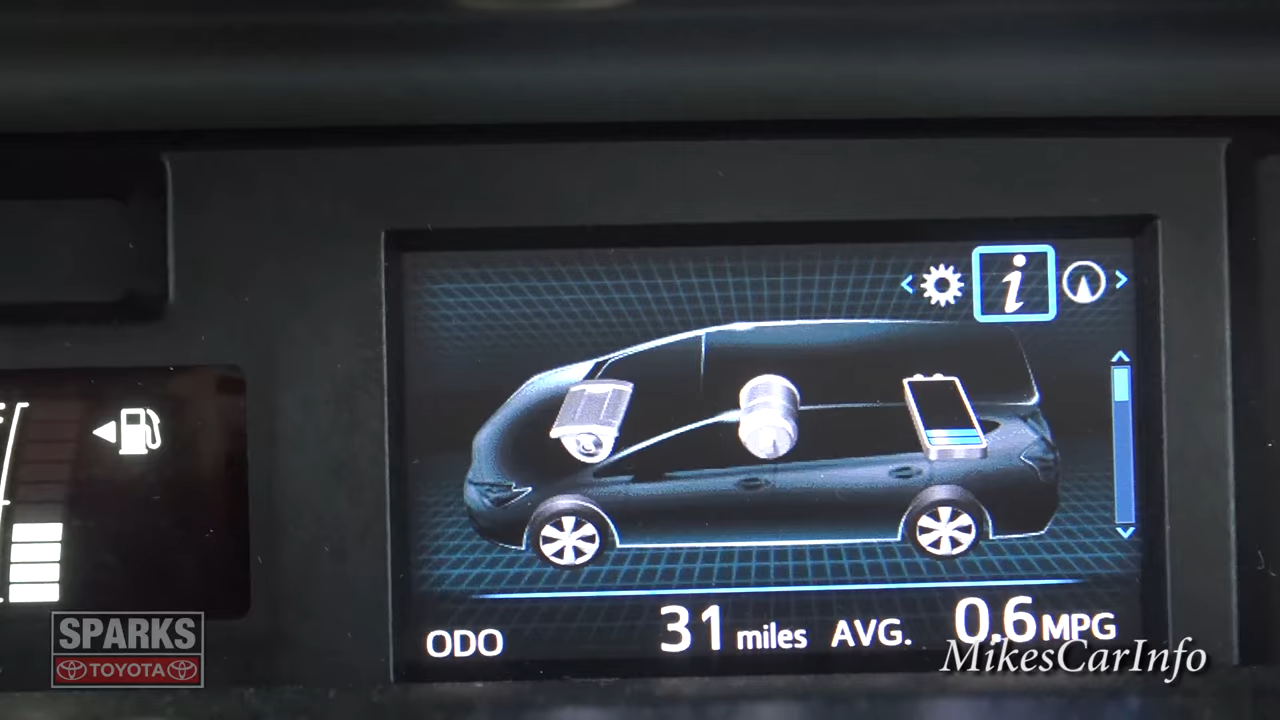 i
ODO 31 miles AVG. 0.6 MPG
SPARKS
TOYOTA
MikesCarInfo